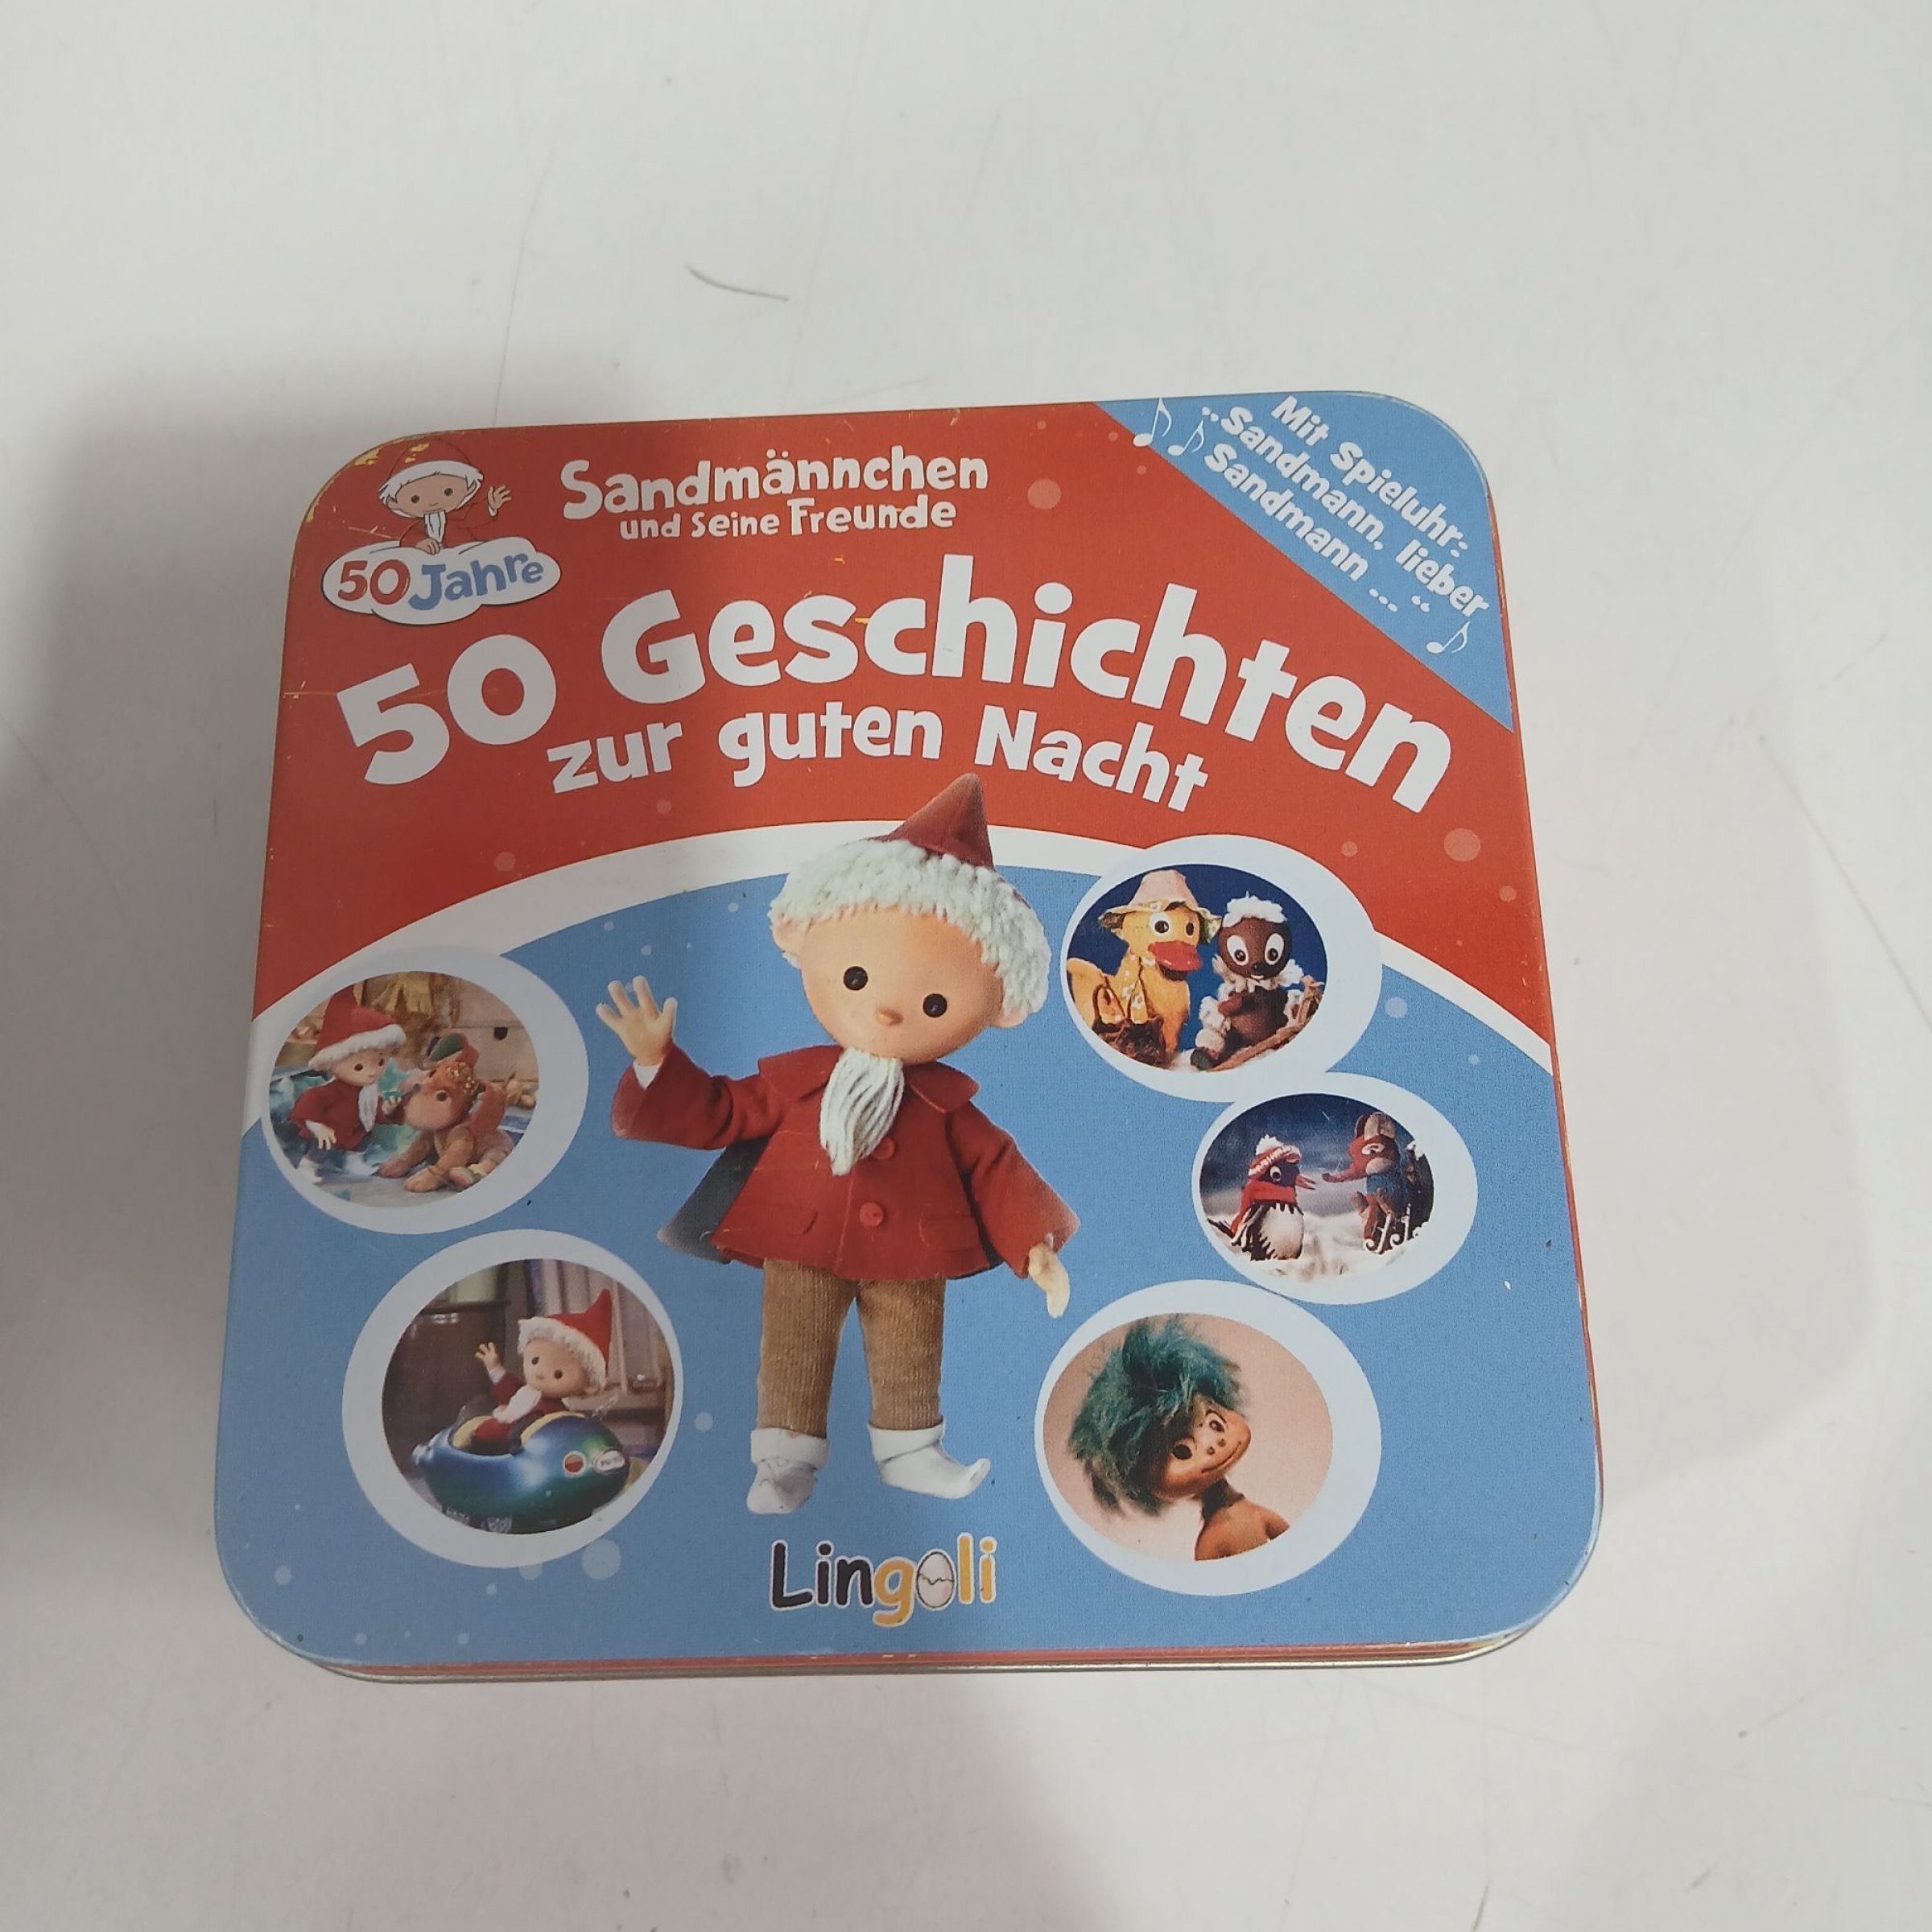 Sandmännchen
und seine Freunde
50 Jahre
50 Geschichten
zur guten Nacht
Mit Spieluhr:
„Sandmann, lieber
Sandmann ...“
Lingoli